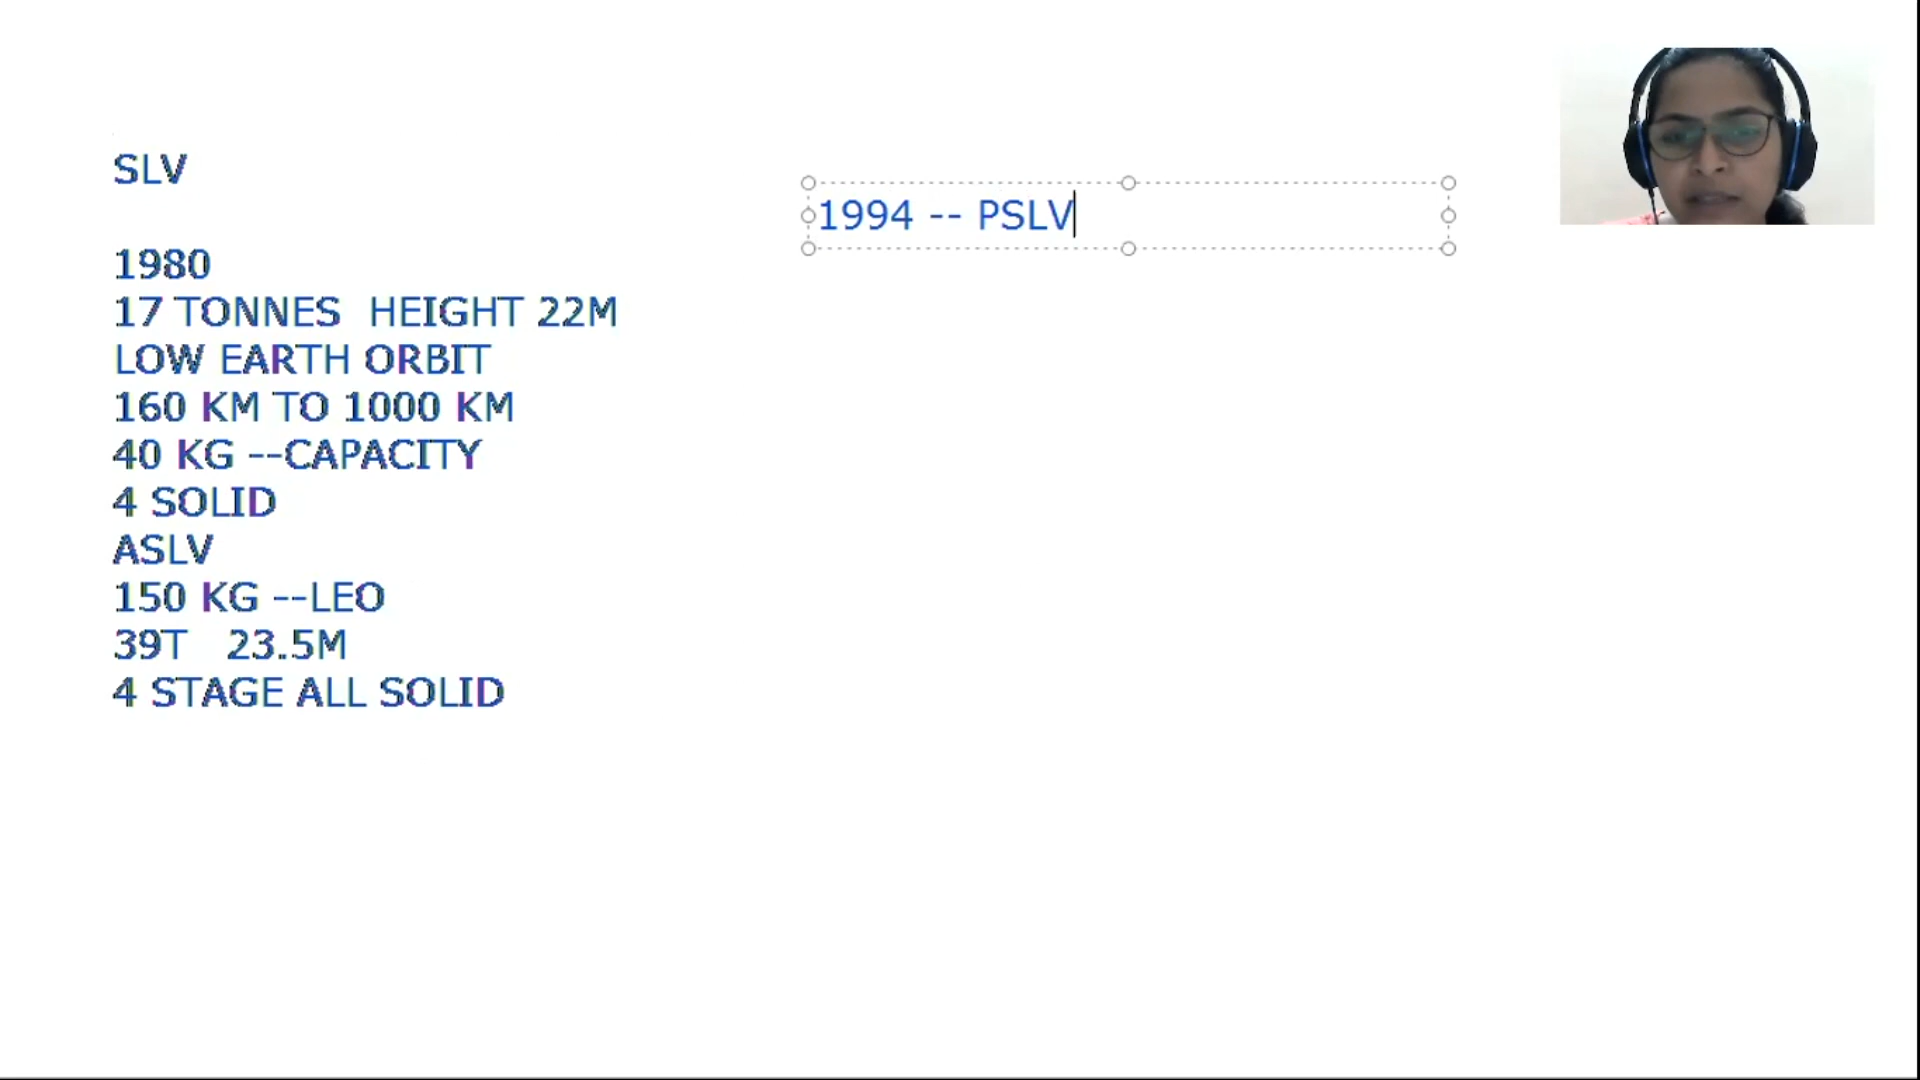 SLV
1980
17 TONNES HEIGHT 22M
LOW EARTH ORBIT
160 KM TO 1000 KM
40 KG --CAPACITY
4 SOLID
ASLV
150 KG --LEO
39T 23.5M
4 STAGE ALL SOLID
1994 -- PSLV